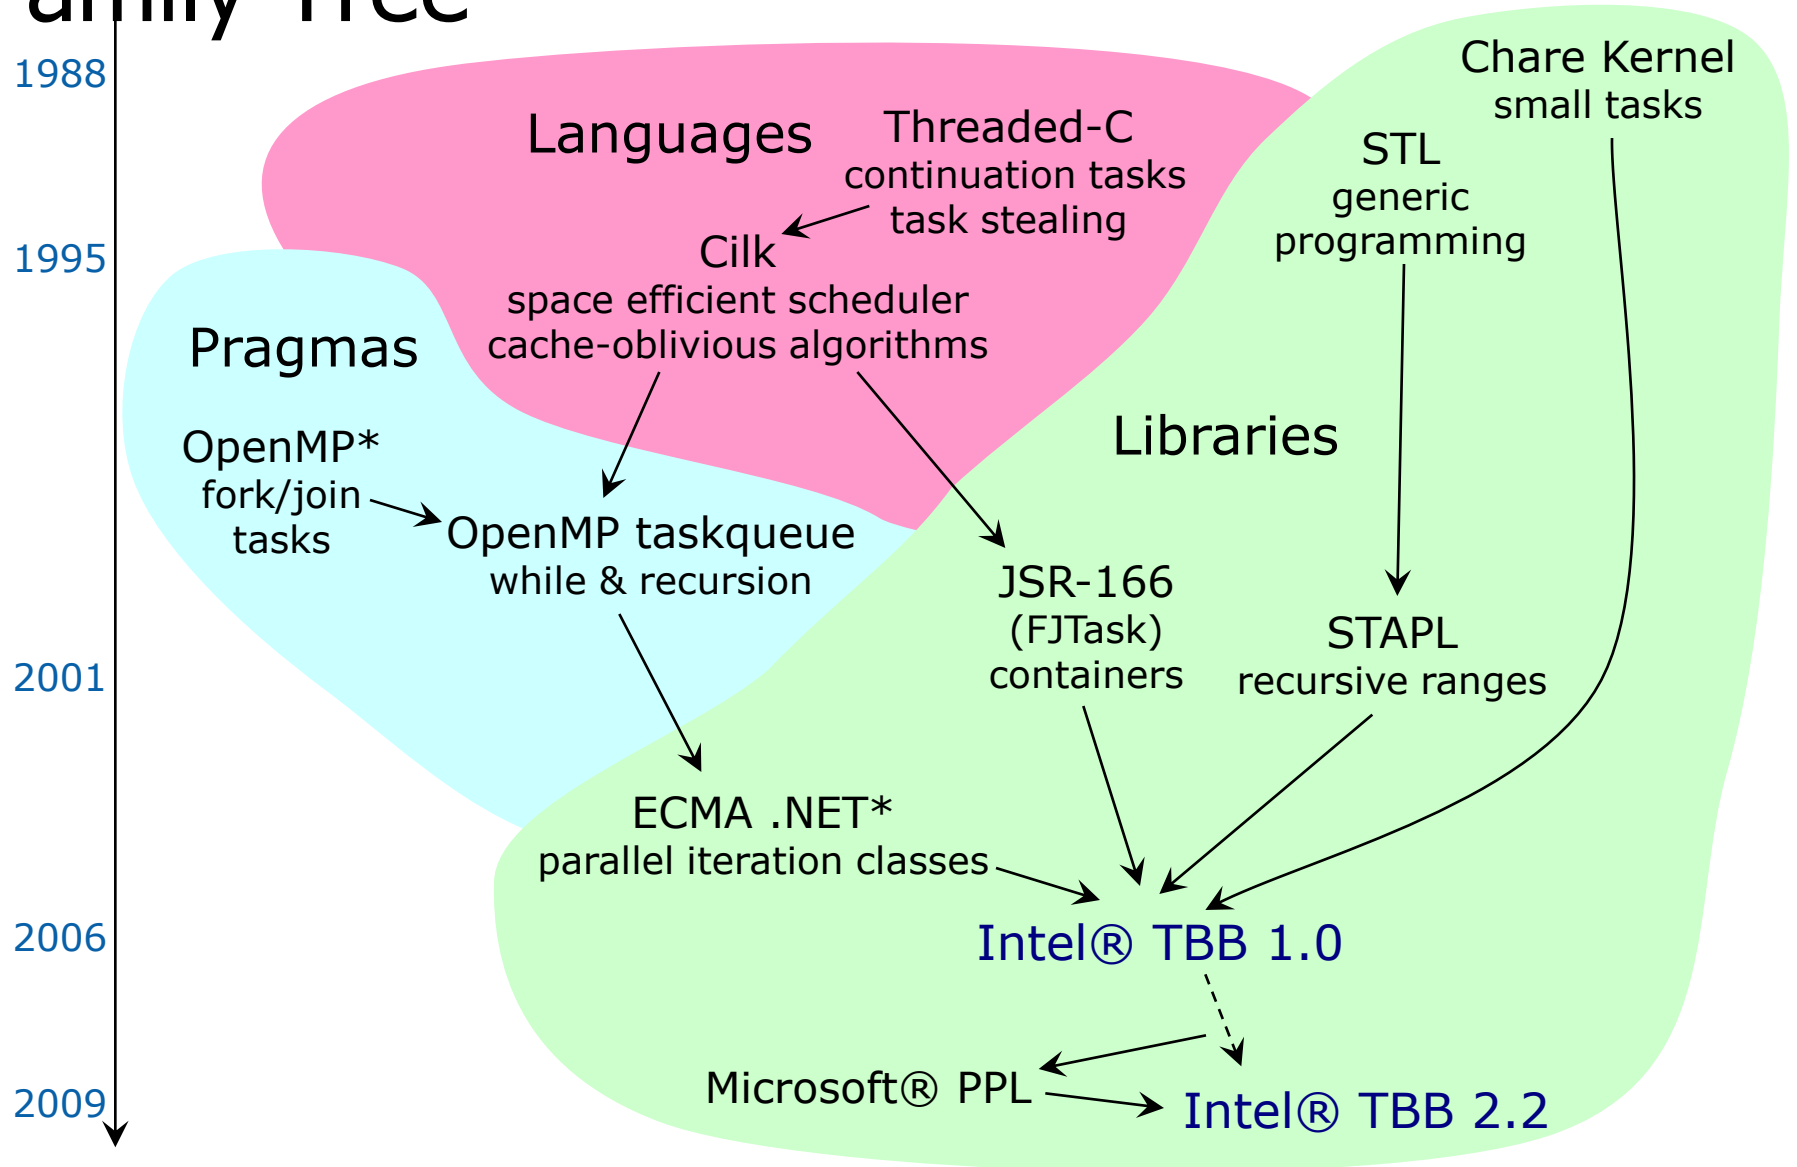 amily Tree
1988
Chare Kernel
small tasks
Languages
Threaded-C
continuation tasks
task stealing
STL
generic
programming
1995
Cilk
space efficient scheduler
cache-oblivious algorithms
Pragmas
Libraries
OpenMP*
fork/join
tasks
OpenMP taskqueue
while & recursion
JSR-166
(FJTask)
containers
STAPL
recursive ranges
2001
ECMA .NET*
parallel iteration classes
2006
Intel® TBB 1.0
Microsoft® PPL
2009
Intel® TBB 2.2